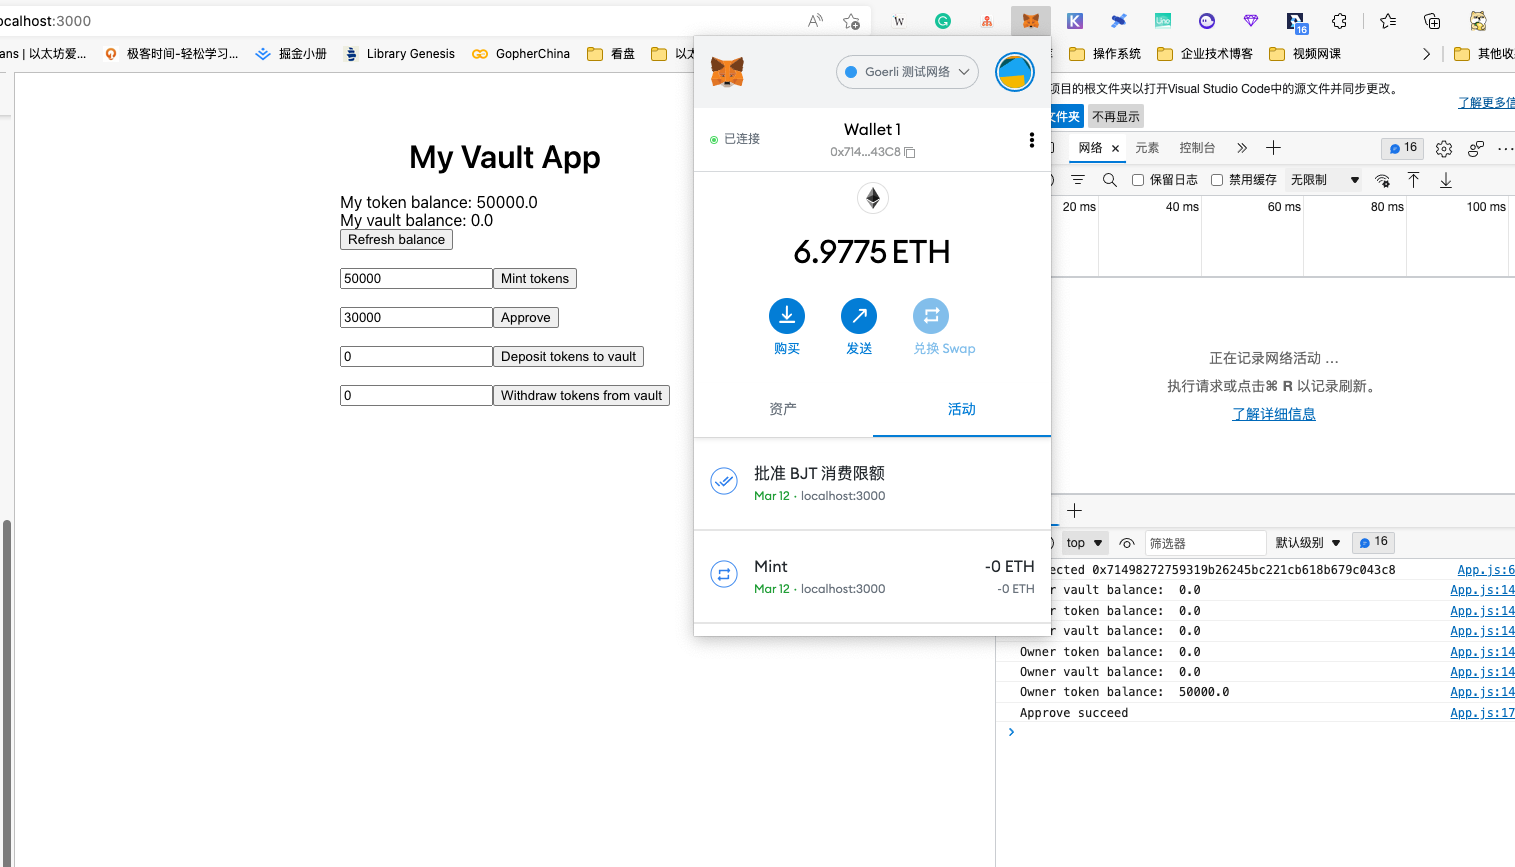 ocalhost:3000
ans | 以太坊爱...
极客时间-轻松学习...
掘金小册
Library Genesis
GopherChina
看盘
以太
操作系统
企业技术博客
视频网课
其他收
My Vault App
My token balance: 50000.0
My vault balance: 0.0
Refresh balance
50000 Mint tokens
30000 Approve
0 Deposit tokens to vault
0 Withdraw tokens from vault
Goerli 测试网络
已连接
Wallet 1
0x714...43C8
6.9775 ETH
购买
发送
兑换 Swap
资产
活动
批准 BJT 消费限额
Mar 12 · localhost:3000
Mint
-0 ETH
Mar 12 · localhost:3000
-0 ETH
项目的根文件夹以打开Visual Studio Code中的源文件并同步更改。
了解更多信
文件夹
不再显示
网络
元素
控制台
16
保留日志
禁用缓存
无限制
20 ms
40 ms
60 ms
80 ms
100 ms
正在记录网络活动 ...
执行请求或点击⌘ R 以记录刷新。
了解详细信息
top
筛选器
默认级别
16
ected 0x71498272759319b26245bc221cb618b679c043c8 App.js:6
r vault balance: 0.0 App.js:14
r token balance: 0.0 App.js:14
r vault balance: 0.0 App.js:14
Owner token balance: 0.0 App.js:14
Owner vault balance: 0.0 App.js:14
Owner token balance: 50000.0 App.js:14
Approve succeed App.js:17